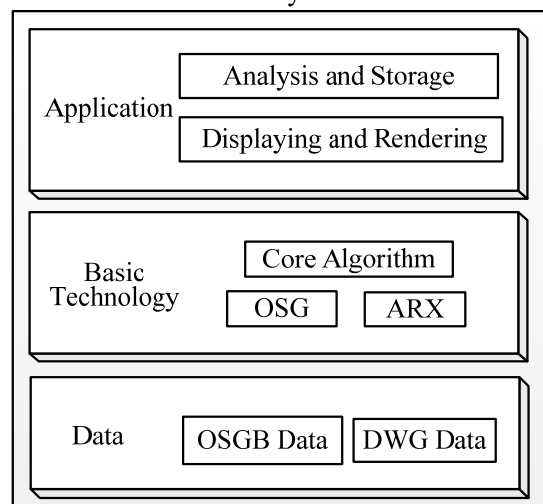 Analysis and Storage
Application
Displaying and Rendering
Core Algorithm
Basic
Technology
OSG ARX
Data
OSGB Data DWG Data